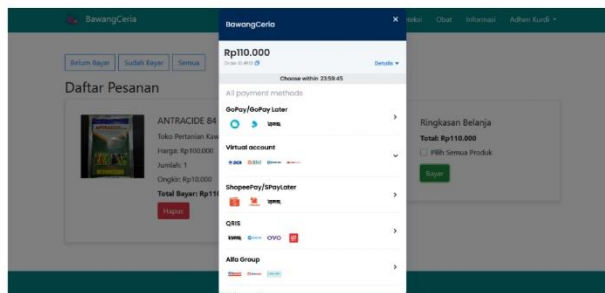 BawangCeria
BawangCeria
×
Obat
Informasi
Adhen Kurdi
Belum Bayar
Sudah Bayar
Semua
Daftar Pesanan
ANTRACIDE 84
Toko Pertanian Kaw
Harga: Rp100.000
Jumlah: 1
Ongkir: Rp10.000
Total Bayar: Rp110
Hapus
Rp110.000
Details
Choose within 23:59:45
All payment methods
GoPay/GoPay Later
Virtual account
ShopeePay/SPayLater
QRIS
OVO
Alfa Group
Ringkasan Belanja
Total: Rp110.000
Pilih Semua Produk
Bayar